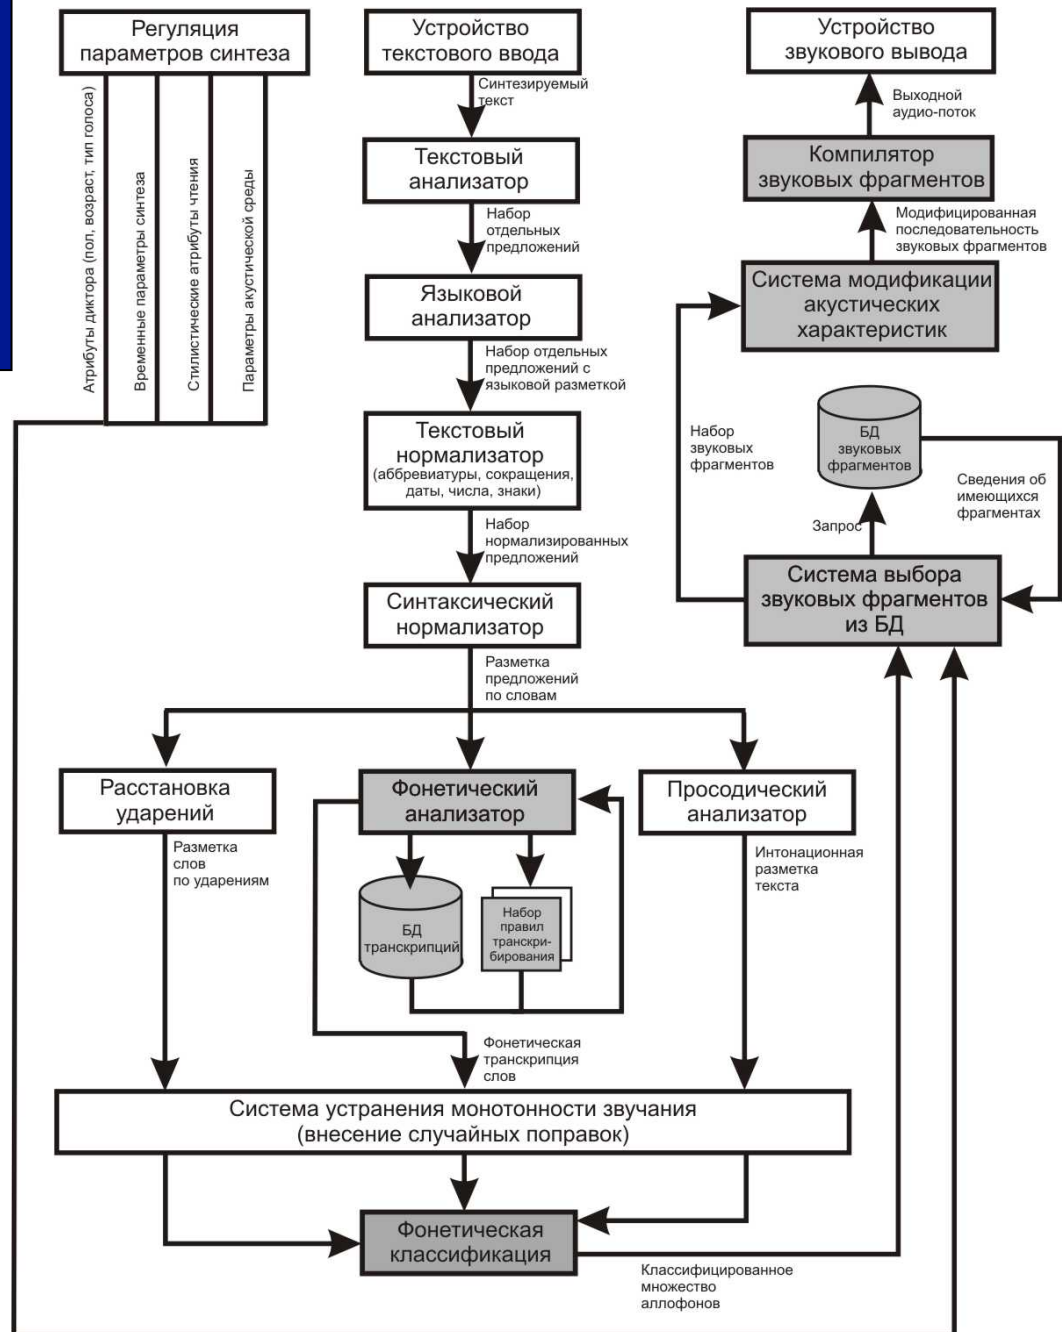 Регуляция
параметров синтеза
Атрибуты диктора (пол, возраст, тип голоса)
Временные параметры синтеза
Стилистические атрибуты чтения
Параметры акустической среды
Устройство
текстового ввода
Синтезируемый
текст
Текстовый
анализатор
Набор
отдельных
предложений
Языковой
анализатор
Набор отдельных
предложений с
языковой разметкой
Текстовый
нормализатор
(аббревиатуры, сокращения,
даты, числа, знаки)
Набор
нормализированных
предложений
Синтаксический
нормализатор
Разметка
предложений
по словам
Устройство
звукового вывода
Выходной
аудио-поток
Компилятор
звуковых фрагментов
Модифицированная
последовательность
звуковых фрагментов
Система модификации
акустических
характеристик
Набор
звуковых
фрагментов
БД
звуковых
фрагментов
Сведения об
имеющихся
фрагментах
Запрос
Система выбора
звуковых фрагментов
из БД
Расстановка
ударений
Разметка
слов
по ударениям
Фонетический
анализатор
БД
транскрипций
Набор
правил
транскри-
бирования
Просодический
анализатор
Интонационная
разметка
текста
Фонетическая
транскрипция
слов
Система устранения монотонности звучания
(внесение случайных поправок)
Фонетическая
классификация
Классифицированное
множество
аллофонов